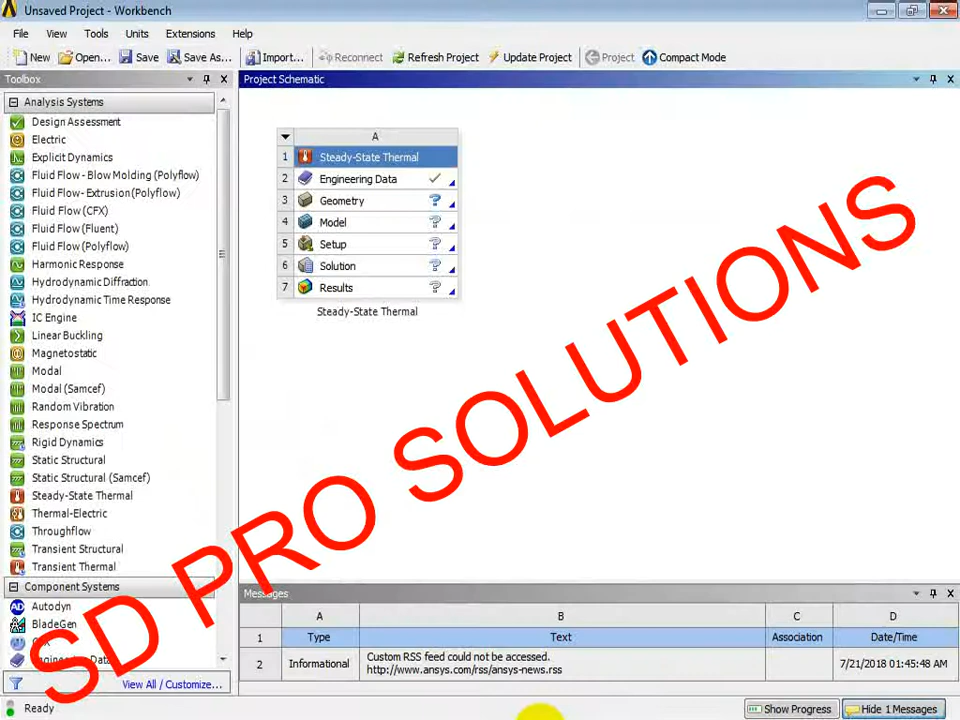 Unsaved Project - Workbench
File View Tools Units Extensions Help
New Open... Save Save As... Import... Reconnect Refresh Project Update Project Project Compact Mode
Toolbox
Project Schematic
Analysis Systems
Design Assessment
Electric
Explicit Dynamics
Fluid Flow - Blow Molding (Polyflow)
Fluid Flow- Extrusion(Polyflow)
Fluid Flow (CFX)
Fluid Flow (Fluent)
Fluid Flow (Polyflow)
Harmonic Response
Hydrodynamic Diffraction
Hydrodynamic Time Response
IC Engine
Linear Buckling
Magnetostatic
Modal
Modal (Samcef)
Random Vibration
Response Spectrum
Rigid Dynamics
Static Structural
Static Structural (Samcef)
Steady-State Thermal
Thermal-Electric
Throughflow
Transient Structural
Transient Thermal
Component Systems
AD Autodyn
BladeGen
Engineering Data
View All / Customize...
Ready
A
1 Steady-State Thermal
2 Engineering Data
3 Geometry
4 Model
5 Setup
6 Solution
7 Results
Steady-State Thermal
SD PRO SOLUTIONS
Messages
A B C D
1 Type Text Association Date/Time
2 Informational Custom RSS feed could not be accessed. 7/21/2018 01:45:48 AM
http://www.ansys.com/rss/ansys-news.rss
Show Progress Hide 1 Messages